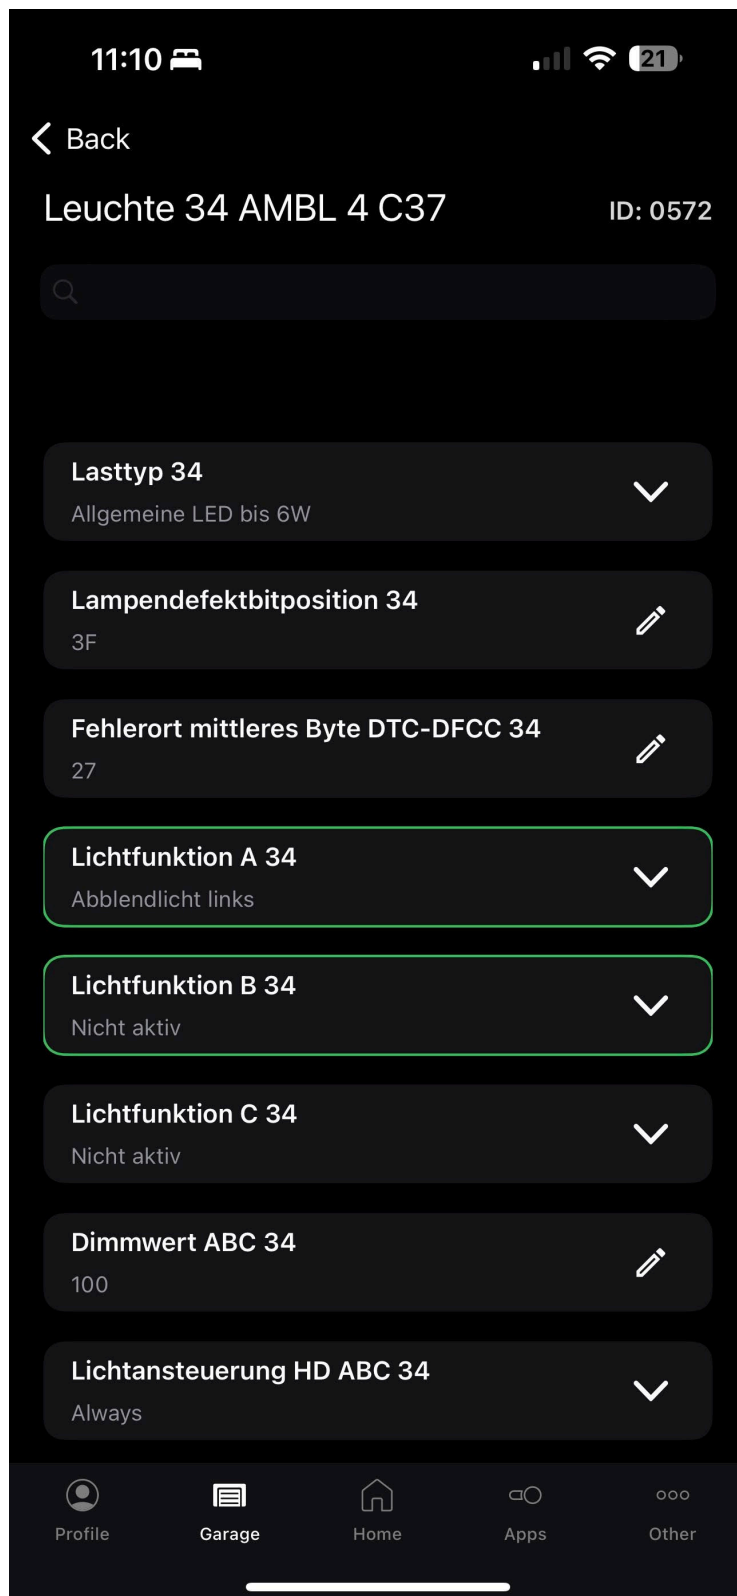 11:10
21
Back
Leuchte 34 AMBL 4 C37
ID: 0572
Lasttyp 34
Allgemeine LED bis 6W
Lampendefektbitposition 34
3F
Fehlerort mittleres Byte DTC-DFCC 34
27
Lichtfunktion A 34
Abblendlicht links
Lichtfunktion B 34
Nicht aktiv
Lichtfunktion C 34
Nicht aktiv
Dimmwert ABC 34
100
Lichtansteuerung HD ABC 34
Always
Profile
Garage
Home
Apps
Other